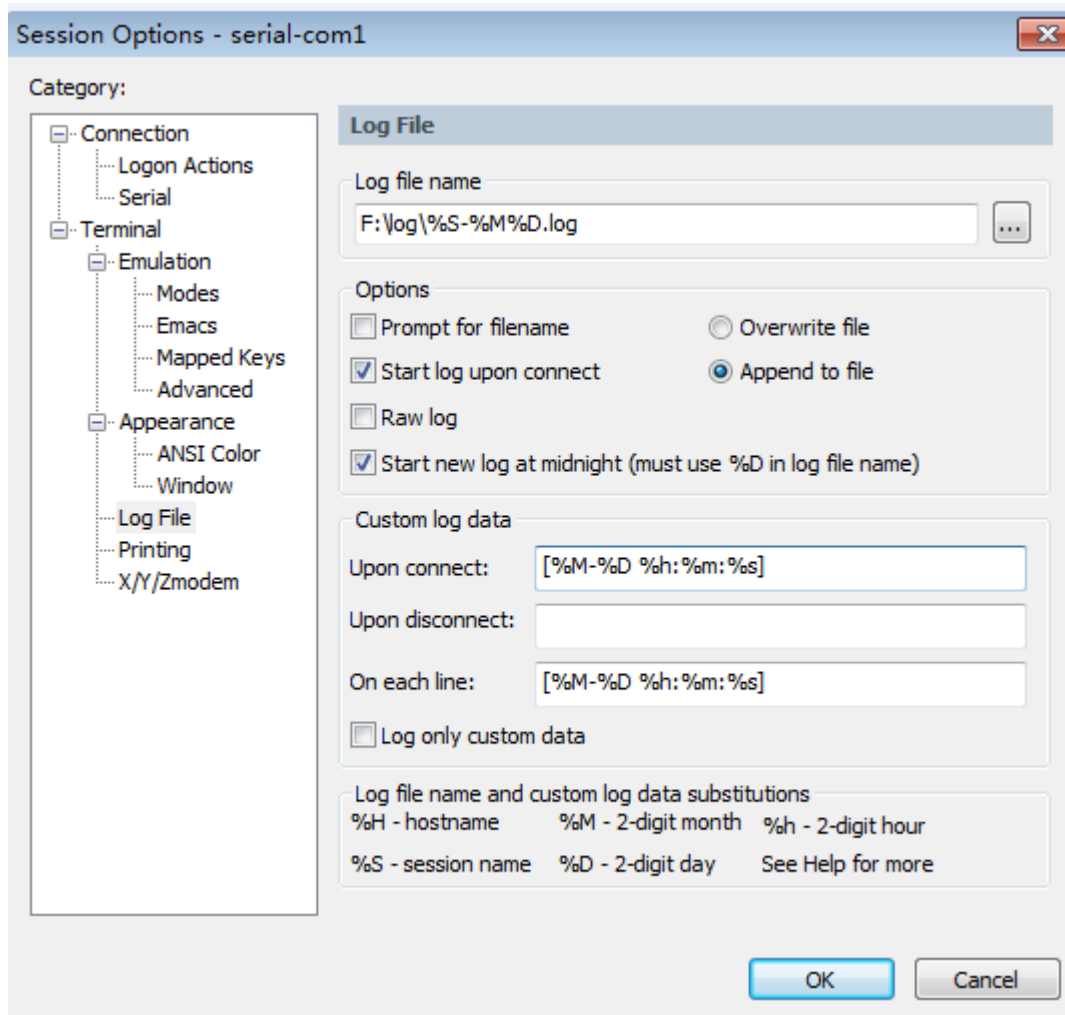 Session Options - serial-com1
Category:
Connection
Logon Actions
Serial
Terminal
Emulation
Modes
Emacs
Mapped Keys
Advanced
Appearance
ANSI Color
Window
Log File
Printing
X/Y/Zmodem
Log File
Log file name
F:\log\%S-%M%D.log
...
Options
Prompt for filename
Overwrite file
Start log upon connect
Append to file
Raw log
Start new log at midnight (must use %D in log file name)
Custom log data
Upon connect: [%M-%D %h:%m:%s]
Upon disconnect:
On each line: [%M-%D %h:%m:%s]
Log only custom data
Log file name and custom log data substitutions
%H - hostname %M - 2-digit month %h - 2-digit hour
%S - session name %D - 2-digit day See Help for more
OK Cancel